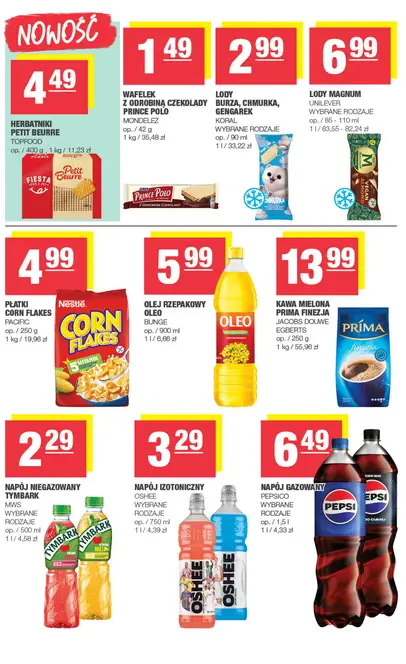 NOWOŚĆ
4 49
HERBATNIKI
PETIT BEURRE
TOPFOOD
op. / 400 g 1 kg / 11,23 zł
FIESTA
Petit
Beurre
1 49
WAFELEK
Z ODROBINĄ CZEKOLADY
PRINCE POLO
MONDELEZ
op. / 42 g
1 kg / 35,48 zł
PRINCE POLO
2 99
LODY
BURZA, CHMURKA,
GENGAREK
KORAL
WYBRANE RODZAJE
op. / 90 ml
1 l / 33,22 zł
6 99
LODY MAGNUM
UNILEVER
WYBRANE RODZAJE
op. / 85 - 110 ml
1 l / 63,55 - 82,24 zł
M
VEGAN
4 99
PŁATKI
CORN FLAKES
PACIFIC
op. / 250 g
1 kg / 19,96 zł
Nestlé
CORN
FLAKES
5 WITAMIN
5 99
OLEJ RZEPAKOWY
OLEO
BUNGE
op. / 900 ml
1 l / 6,66 zł
OLEO
13 99
KAWA MIELONA
PRIMA FINEZJA
JACOBS DOUWE
EGBERTS
op. / 250 g
1 kg / 55,96 zł
PRIMA
finezja
2 29
NAPÓJ NIEGAZOWANY
TYMBARK
MWS
WYBRANE
RODZAJE
op. / 500 ml
1 l / 4,58 zł
TYMBARK
TYMBARK
3 29
NAPÓJ IZOTONICZNY
OSHEE
WYBRANE
RODZAJE
op. / 750 ml
1 l / 4,39 zł
OSHEE
OSHEE
6 49
NAPÓJ GAZOWANY
PEPSICO
WYBRANE
RODZAJE
op. / 1,5 l
1 l / 4,33 zł
PEPSI
PEPSI